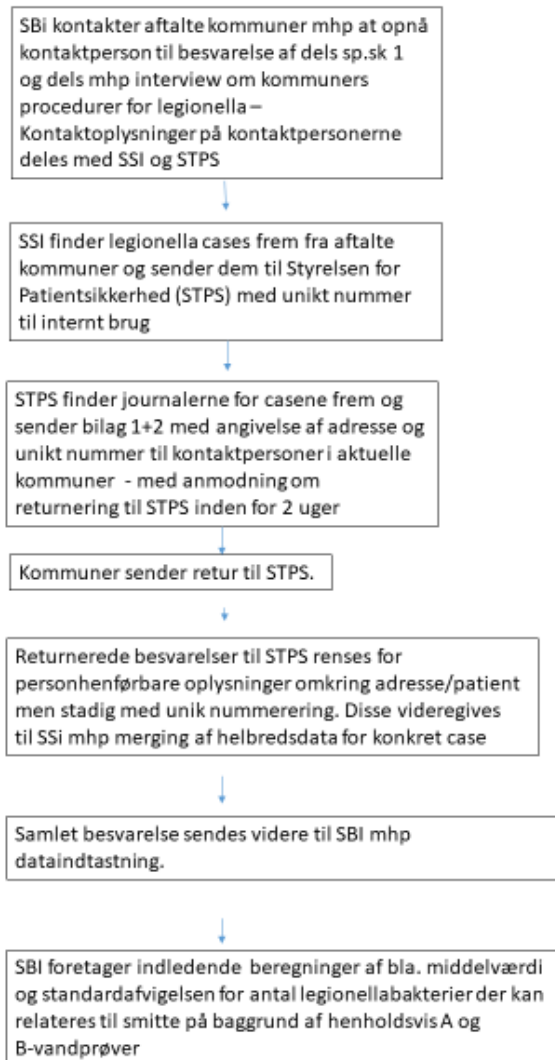 SBi kontakter aftalte kommuner mhp at opnå
kontaktperson til besvarelse af dels sp.sk 1
og dels mhp interview om kommuners
procedurer for legionella –
Kontaktoplysninger på kontaktpersonerne
deles med SSI og STPS
SSI finder legionella cases frem fra aftalte
kommuner og sender dem til Styrelsen for
Patientsikkerhed (STPS) med unikt nummer
til internt brug
STPS finder journalerne for casene frem og
sender bilag 1+2 med angivelse af adresse og
unikt nummer til kontaktpersoner i aktuelle
kommuner - med anmodning om
returnering til STPS inden for 2 uger
Kommuner sender retur til STPS.
Returnerede besvarelser til STPS renses for
personhenførbare oplysninger omkring adresse/patient
men stadig med unik nummerering. Disse videregives
til SSi mhp merging af helbredsdata for konkret case
Samlet besvarelse sendes videre til SBI mhp
dataindtastning.
SBI foretager indledende beregninger af bla. middelværdi
og standardafvigelsen for antal legionellabakterier der kan
relateres til smitte på baggrund af henholdsvis A og
B-vandprøver